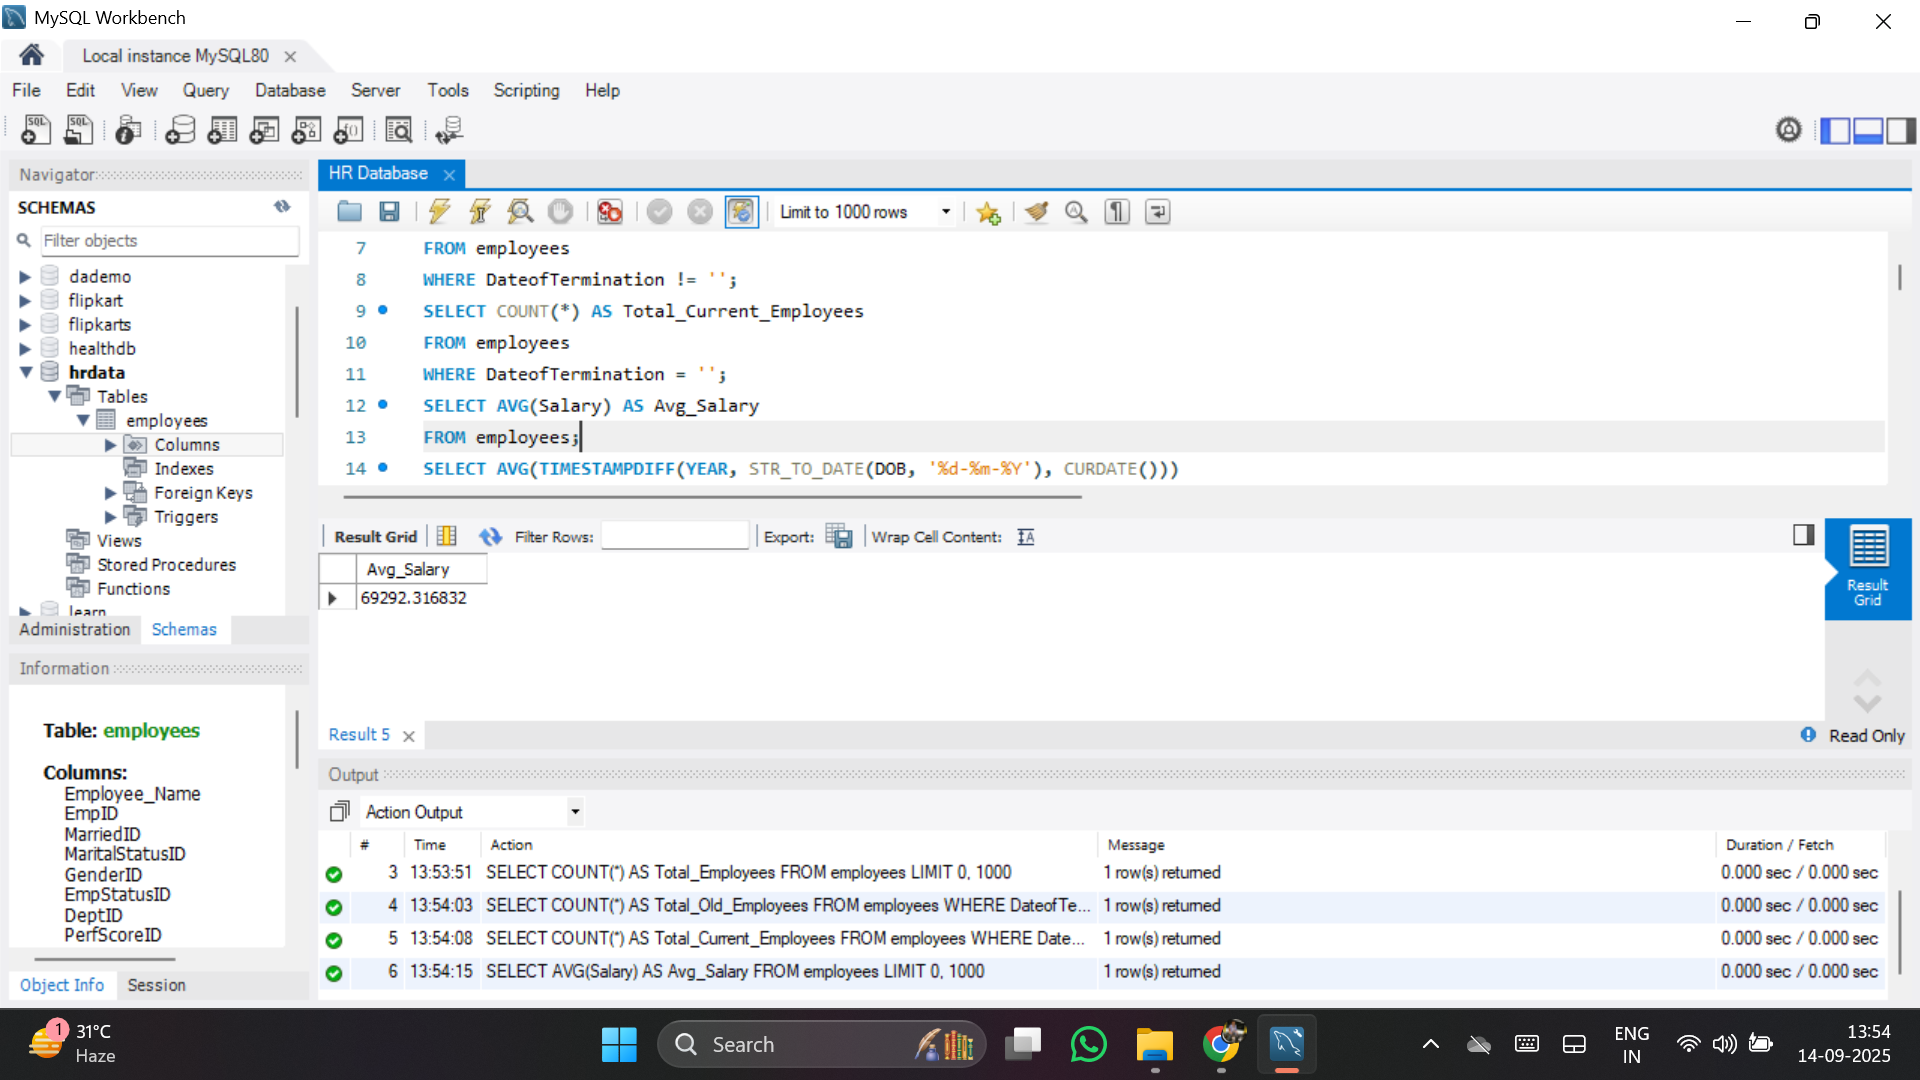 MySQL Workbench
Local instance MySQL80
File Edit View Query Database Server Tools Scripting Help
Navigator
SCHEMAS
Filter objects
dademo
flipkart
flipkarts
healthdb
hrdata
Tables
employees
Columns
Indexes
Foreign Keys
Triggers
Views
Stored Procedures
Functions
learn
Administration Schemas
Information
Table: employees
Columns:
Employee_Name
EmpID
MarriedID
MaritalStatusID
GenderID
EmpStatusID
DeptID
PerfScoreID
Object Info Session
HR Database
Limit to 1000 rows
7 FROM employees
8 WHERE DateofTermination != '';
9 SELECT COUNT(*) AS Total_Current_Employees
10 FROM employees
11 WHERE DateofTermination = '';
12 SELECT AVG(Salary) AS Avg_Salary
13 FROM employees;
14 SELECT AVG(TIMESTAMPDIFF(YEAR, STR_TO_DATE(DOB, '%d-%m-%Y'), CURDATE()))
Result Grid Filter Rows: Export: Wrap Cell Content:
Avg_Salary
69292.316832
Result
Grid
Result 5
Read Only
Output
Action Output
# Time Action Message Duration / Fetch
3 13:53:51 SELECT COUNT(*) AS Total_Employees FROM employees LIMIT 0, 1000 1 row(s) returned 0.000 sec / 0.000 sec
4 13:54:03 SELECT COUNT(*) AS Total_Old_Employees FROM employees WHERE DateofTe... 1 row(s) returned 0.000 sec / 0.000 sec
5 13:54:08 SELECT COUNT(*) AS Total_Current_Employees FROM employees WHERE Date... 1 row(s) returned 0.000 sec / 0.000 sec
6 13:54:15 SELECT AVG(Salary) AS Avg_Salary FROM employees LIMIT 0, 1000 1 row(s) returned 0.000 sec / 0.000 sec
1
31°C
Haze
Search
ENG
IN
13:54
14-09-2025